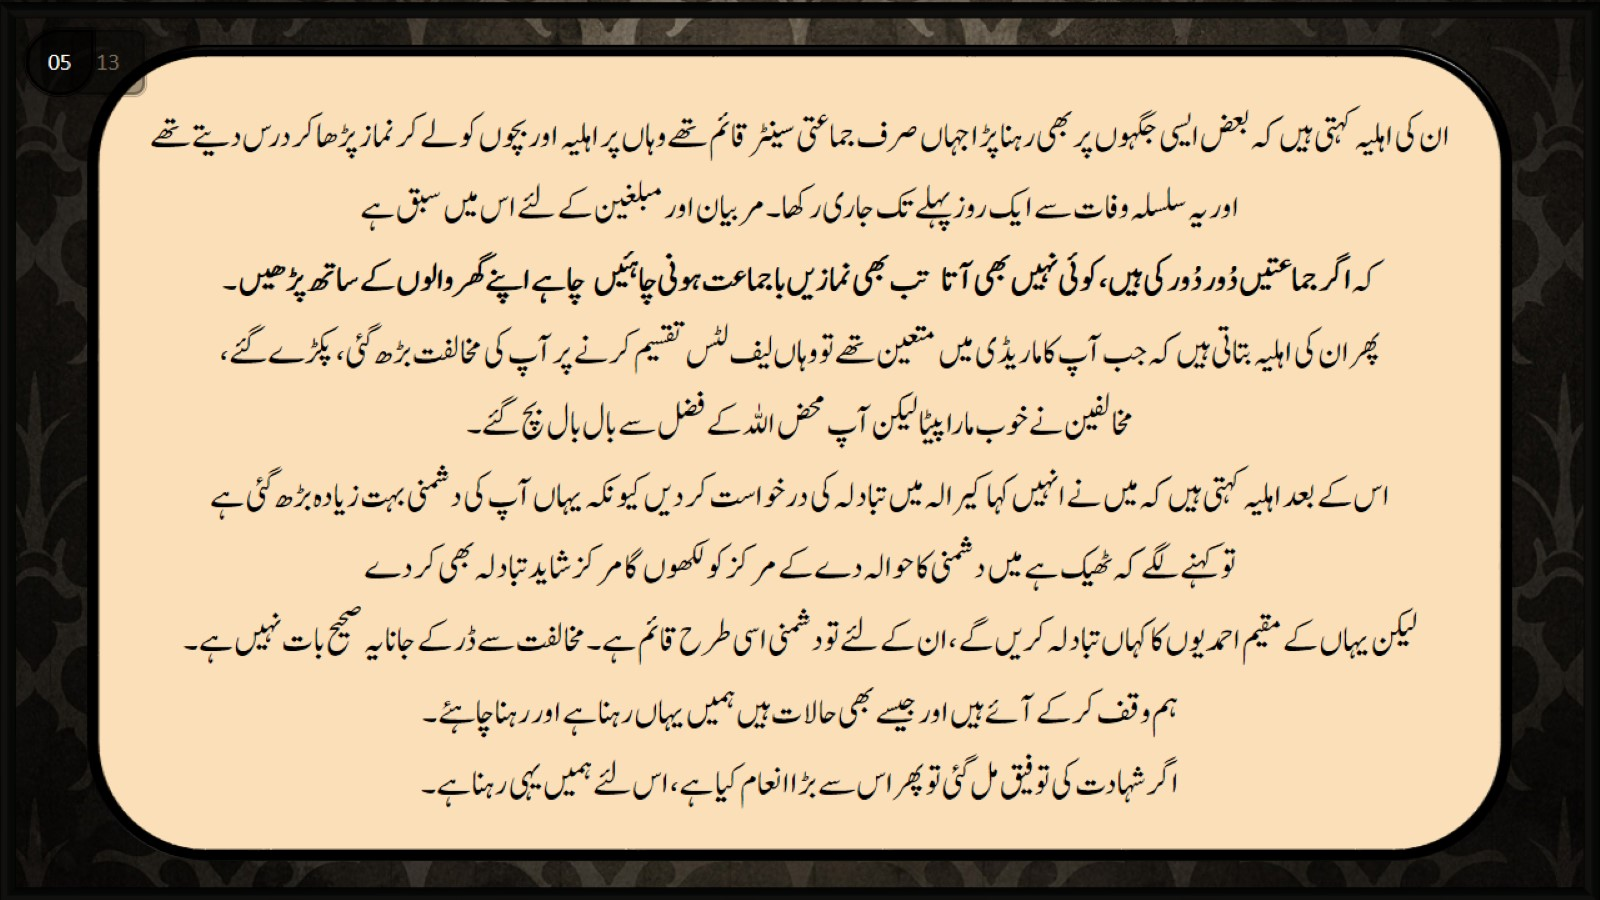 05 13
ان کی اہلیہ کہتی ہیں کہ بعض ایسی جگہوں پر بھی رہنا پڑا جہاں صرف جماعتی سینٹر قائم تھے وہاں پر اہلیہ اور بچوں کو لے کر نماز پڑھا کر درس دیتے تھے
اور یہ سلسلہ وفات سے ایک روز پہلے تک جاری رکھا۔ مربیان اور مبلغین کے لئے اس میں سبق ہے
کہ اگر جماعتیں دُور دُور کی ہیں، کوئی نہیں بھی آتا تب بھی نمازیں باجماعت ہونی چاہئیں چاہے اپنے گھر والوں کے ساتھ پڑھیں۔
پھر ان کی اہلیہ بتاتی ہیں کہ جب آپ کاماریڈی میں متعین تھے تو وہاں لیف لٹس تقسیم کرنے پر آپ کی مخالفت بڑھ گئی، پکڑے گئے،
مخالفین نے خوب مارا پیٹا لیکن آپ محض اللہ کے فضل سے بال بال بچ گئے۔
اس کے بعد اہلیہ کہتی ہیں کہ میں نے انہیں کہا کیرالہ میں تبادلہ کی درخواست کر دیں کیونکہ یہاں آپ کی دشمنی بہت زیادہ بڑھ گئی ہے
تو کہنے لگے کہ ٹھیک ہے میں دشمنی کا حوالہ دے کے مرکز کو لکھوں گا مرکز شاید تبادلہ بھی کر دے
لیکن یہاں کے مقیم احمدیوں کا کہاں تبادلہ کریں گے، ان کے لئے تو دشمنی اسی طرح قائم ہے۔ مخالفت سے ڈر کے جانا یہ صحیح بات نہیں ہے۔
ہم وقف کر کے آئے ہیں اور جیسے بھی حالات ہیں ہمیں یہاں رہنا ہے اور رہنا چاہئے۔
اگر شہادت کی توفیق مل گئی تو پھر اس سے بڑا انعام کیا ہے، اس لئے ہمیں یہی رہنا ہے۔